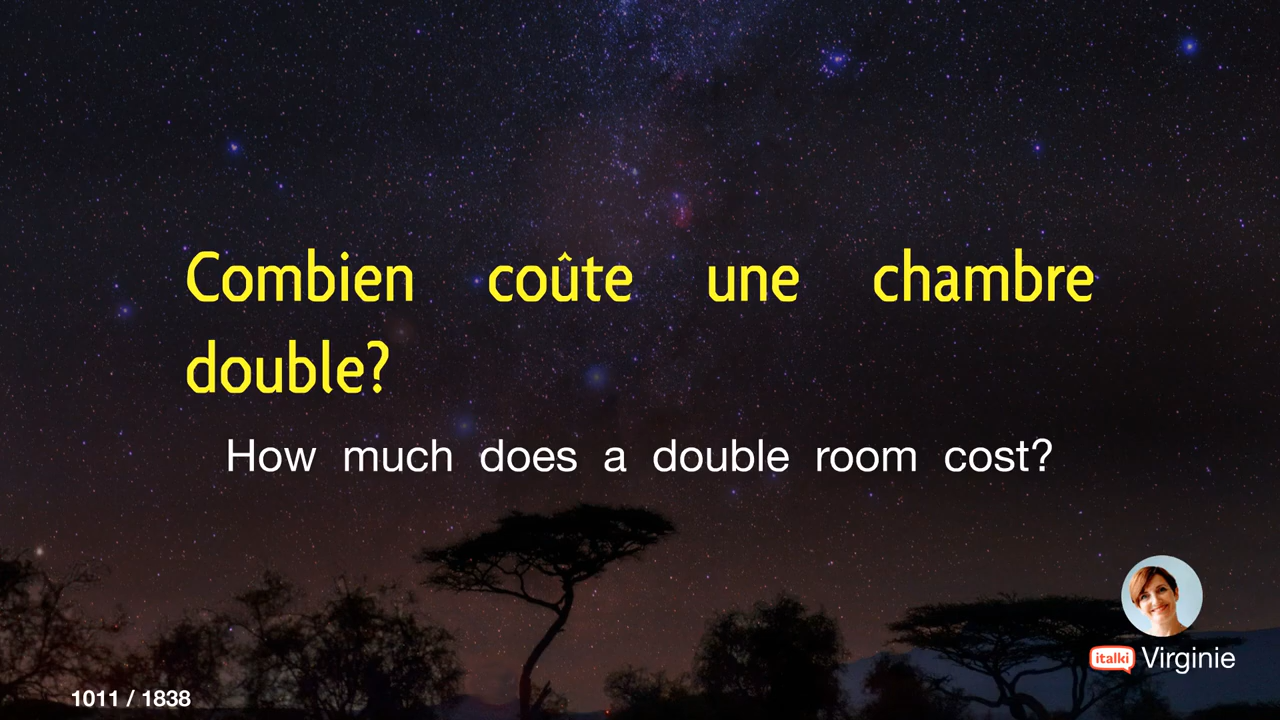 Combien coûte une chambre
double?
How much does a double room cost?
italki Virginie
1011 / 1838